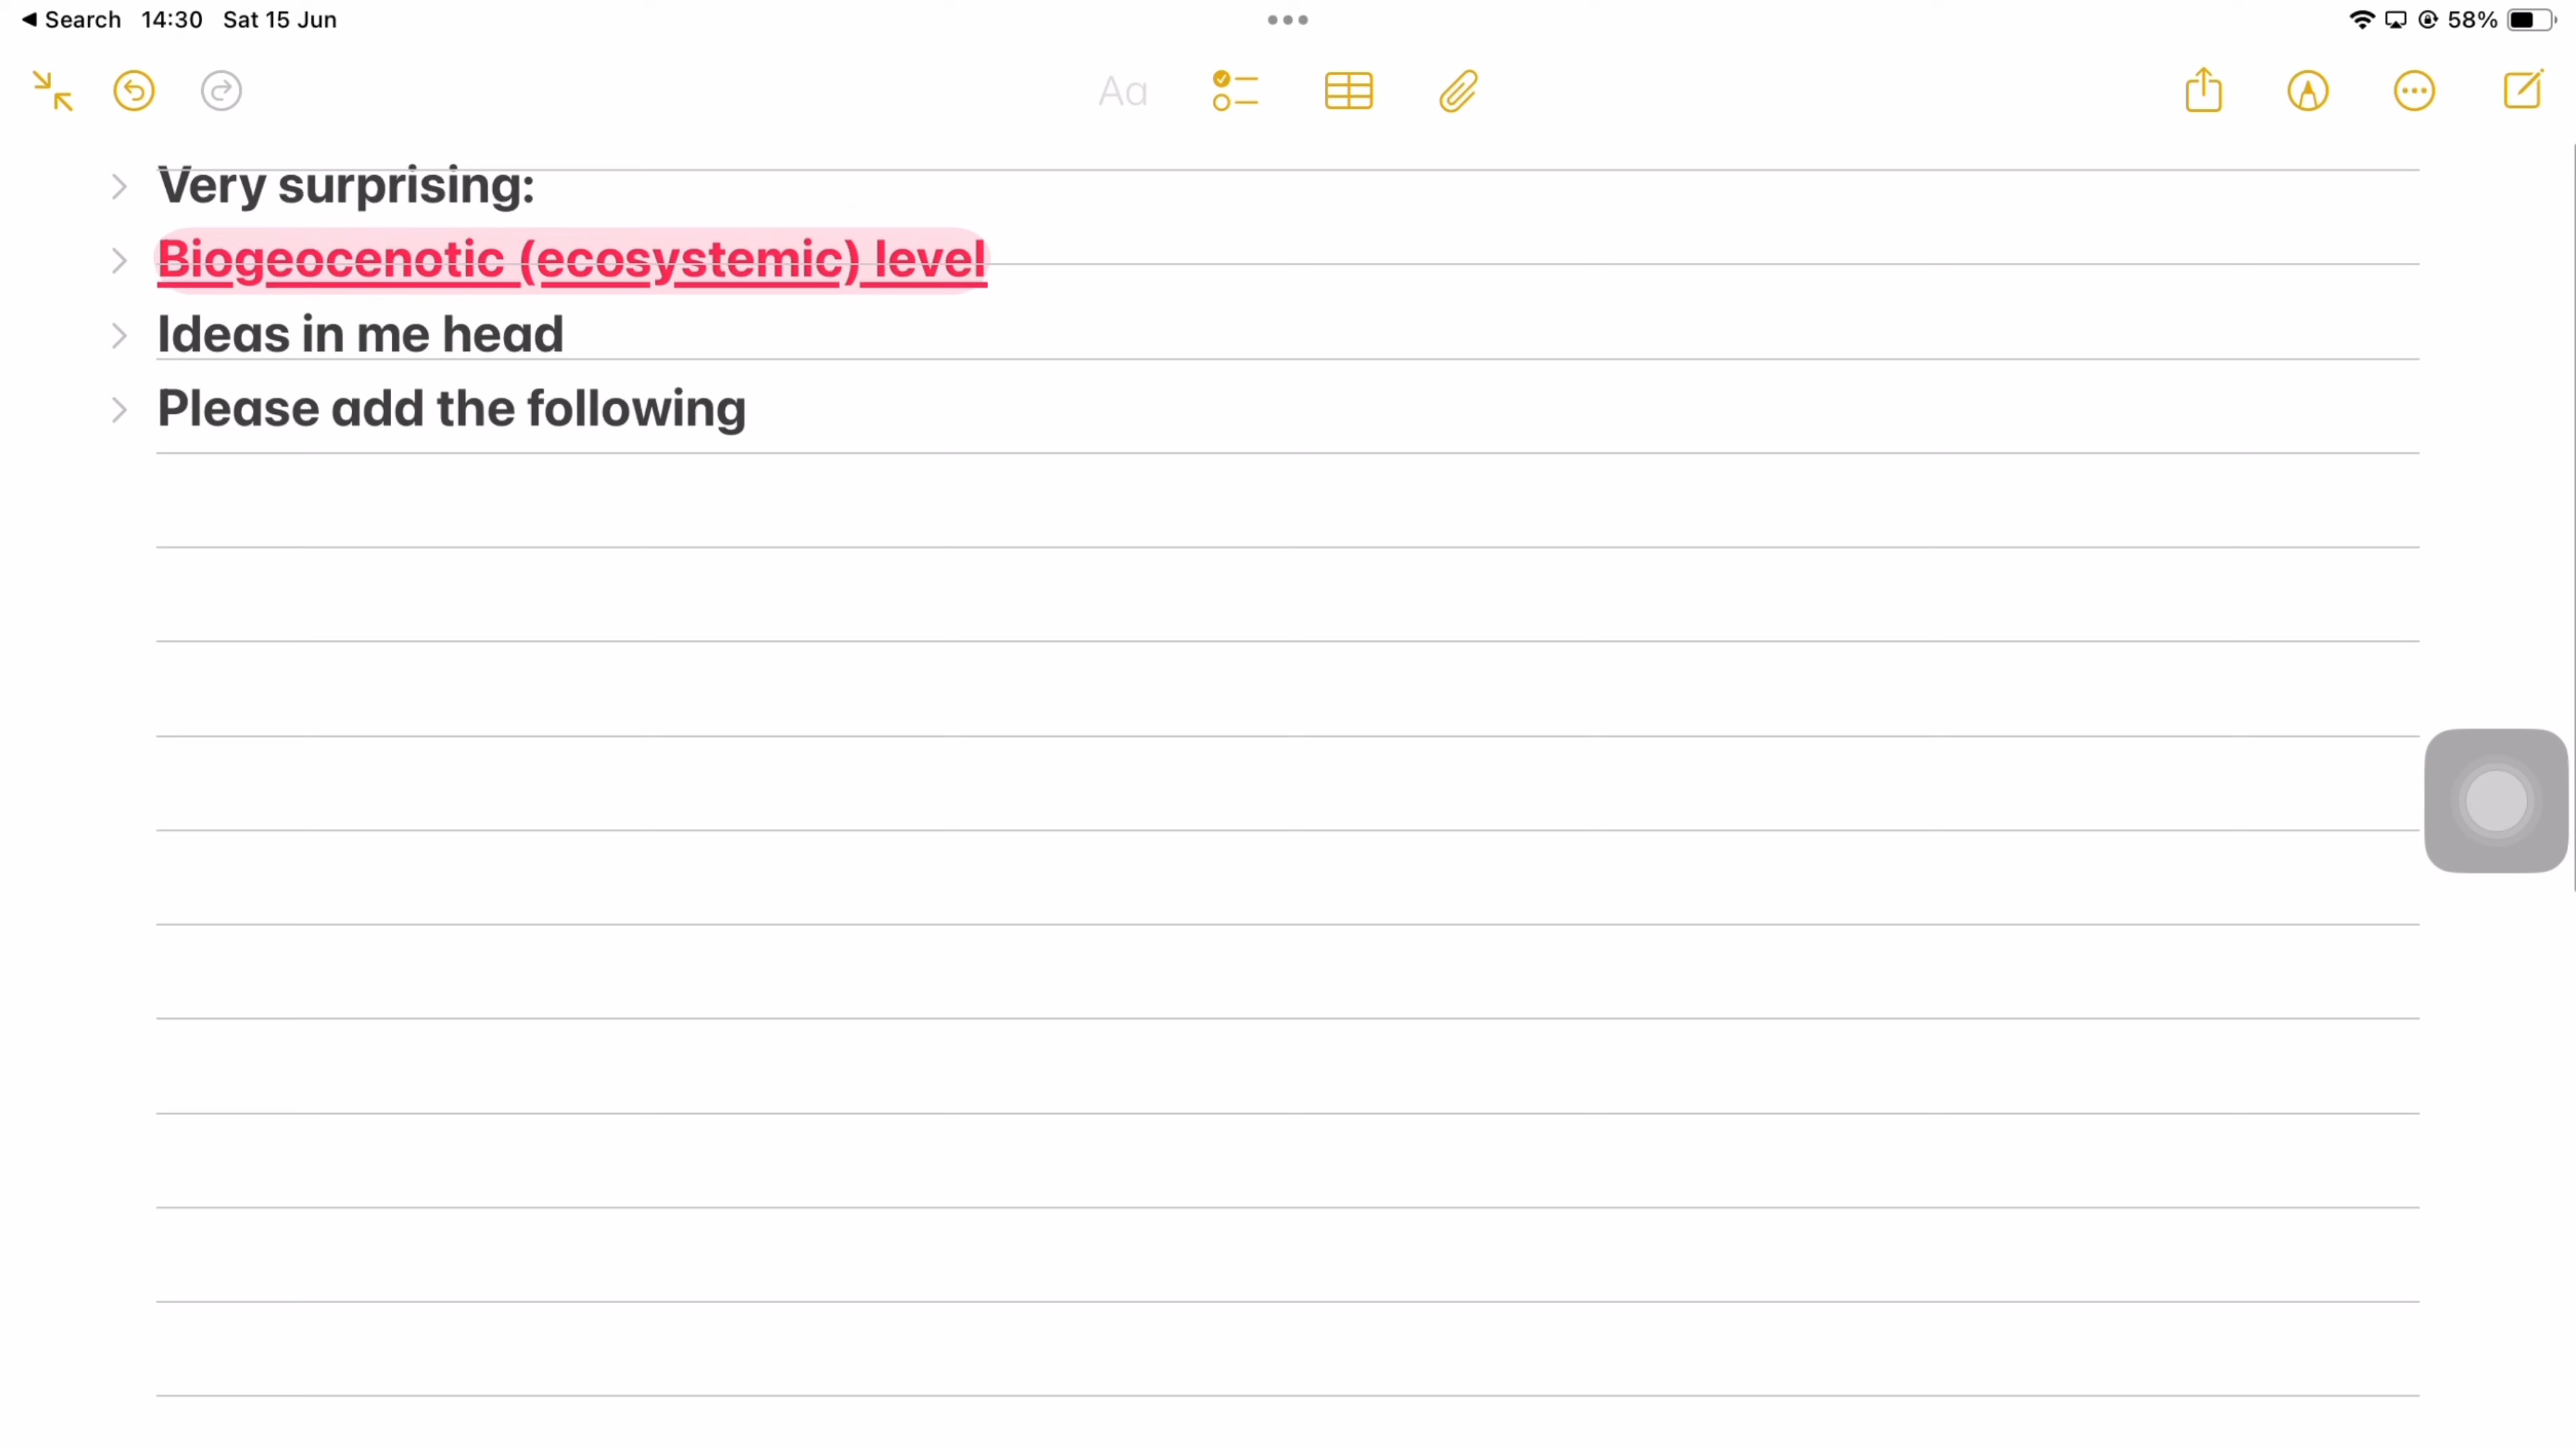 Search 14:30 Sat 15 Jun 58%
Aa
Very surprising:
Biogeocenotic (ecosystemic) level
Ideas in me head
Please add the following